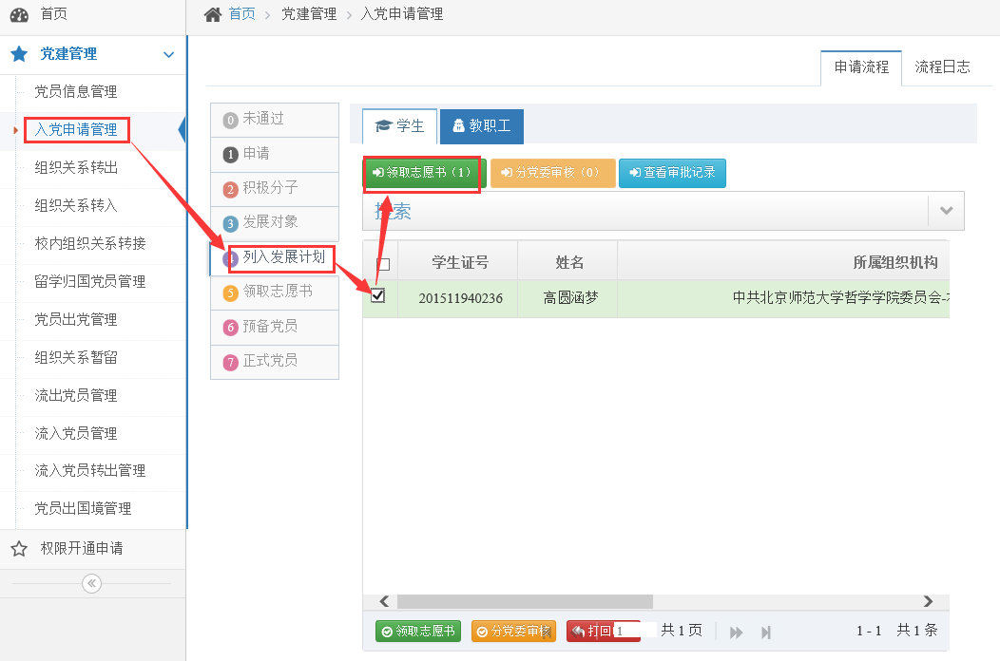 首页
首页 > 党建管理 > 入党申请管理
党建管理
党员信息管理
入党申请管理
组织关系转出
组织关系转入
校内组织关系转接
留学归国党员管理
党员出党管理
组织关系暂留
流出党员管理
流入党员管理
流入党员转出管理
党员出国境管理
权限开通申请
申请流程 流程日志
0 未通过
1 申请
2 积极分子
3 发展对象
列入发展计划
5 领取志愿书
6 预备党员
7 正式党员
学生 教职工
领取志愿书（1） 分党委审核（0） 查看审批记录
搜索
学生证号 姓名 所属组织机构
201511940236 高圆涵梦 中共北京师范大学哲学学院委员会-
领取志愿书 分党委审核 打回 1 共 1 页 1 - 1 共 1 条